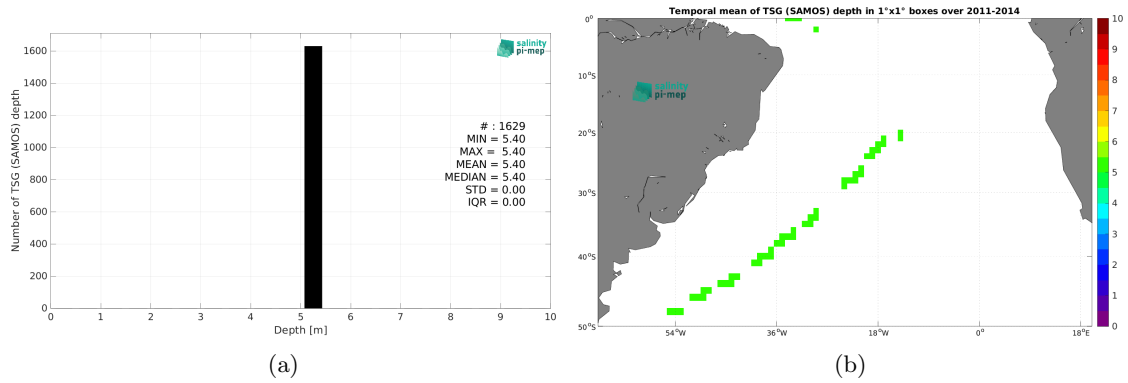 1600
1400
1200
1000
800
600
400
200
0
Number of TSG (SAMOS) depth
salinity
pi-mep
# : 1629
MIN = 5.40
MAX = 5.40
MEAN = 5.40
MEDIAN = 5.40
STD = 0.00
IQR = 0.00
0 1 2 3 4 5 6 7 8 9 10
Depth [m]
(a)
Temporal mean of TSG (SAMOS) depth in 1°x1° boxes over 2011-2014
0°
10°S
20°S
30°S
40°S
50°S
salinity
pi-mep
54°W 36°W 18°W 0° 18°E
10
9
8
7
6
5
4
3
2
1
0
(b)